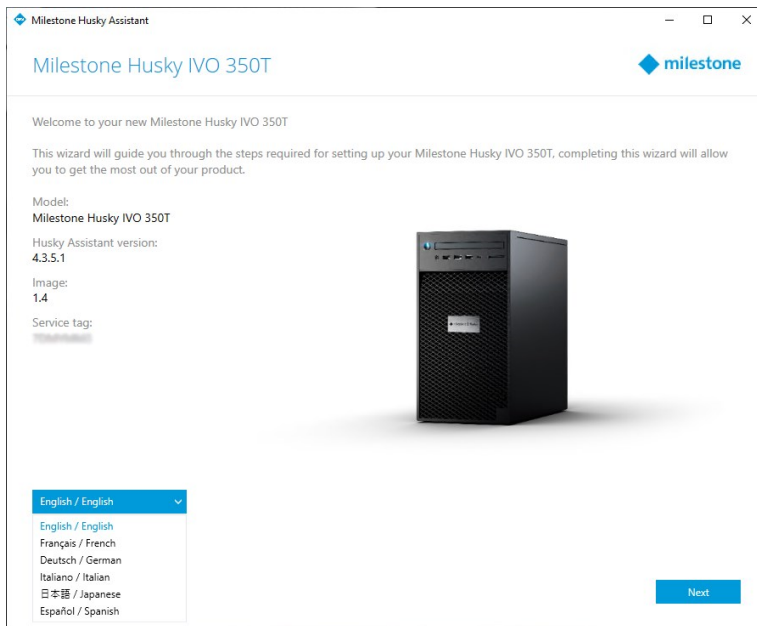 Milestone Husky Assistant
Milestone Husky IVO 350T
milestone
Welcome to your new Milestone Husky IVO 350T
This wizard will guide you through the steps required for setting up your Milestone Husky IVO 350T, completing this wizard will allow
you to get the most out of your product.
Model:
Milestone Husky IVO 350T
Husky Assistant version:
4.3.5.1
Image:
1.4
Service tag:
English / English
English / English
Français / French
Deutsch / German
Italiano / Italian
日本語 / Japanese
Español / Spanish
Next